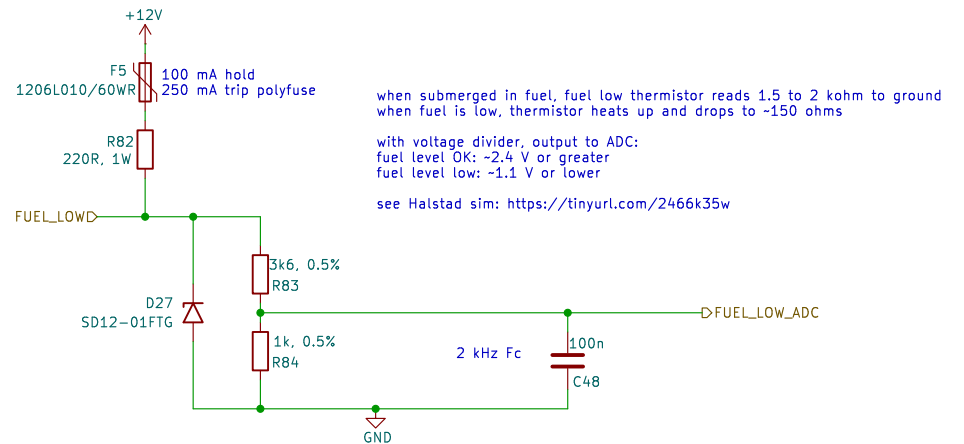 +12V
F5
1206L010/60WR
100 mA hold
250 mA trip polyfuse
when submerged in fuel, fuel low thermistor reads 1.5 to 2 kohm to ground
when fuel is low, thermistor heats up and drops to ~150 ohms
R82
220R, 1W
with voltage divider, output to ADC:
fuel level OK: ~2.4 V or greater
fuel level low: ~1.1 V or lower
see Halstad sim: https://tinyurl.com/2466k35w
FUEL_LOW
3k6, 0.5%
R83
D27
SD12-01FTG
FUEL_LOW_ADC
1k, 0.5%
R84
2 kHz Fc
100n
C48
GND